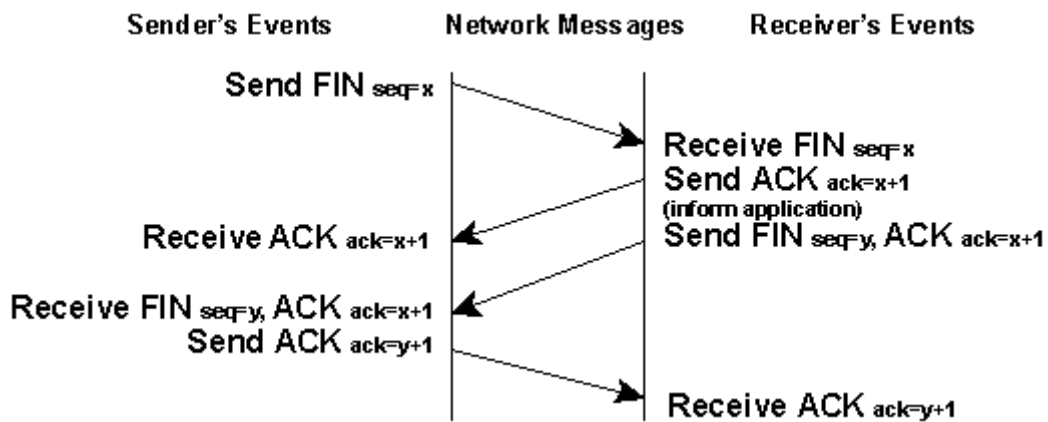 Sender's Events Network Messages Receiver's Events
Send FIN seq=x
Receive FIN seq=x
Send ACK ack=x+1
(inform application)
Receive ACK ack=x+1
Send FIN seq=y, ACK ack=x+1
Receive FIN seq=y, ACK ack=x+1
Send ACK ack=y+1
Receive ACK ack=y+1